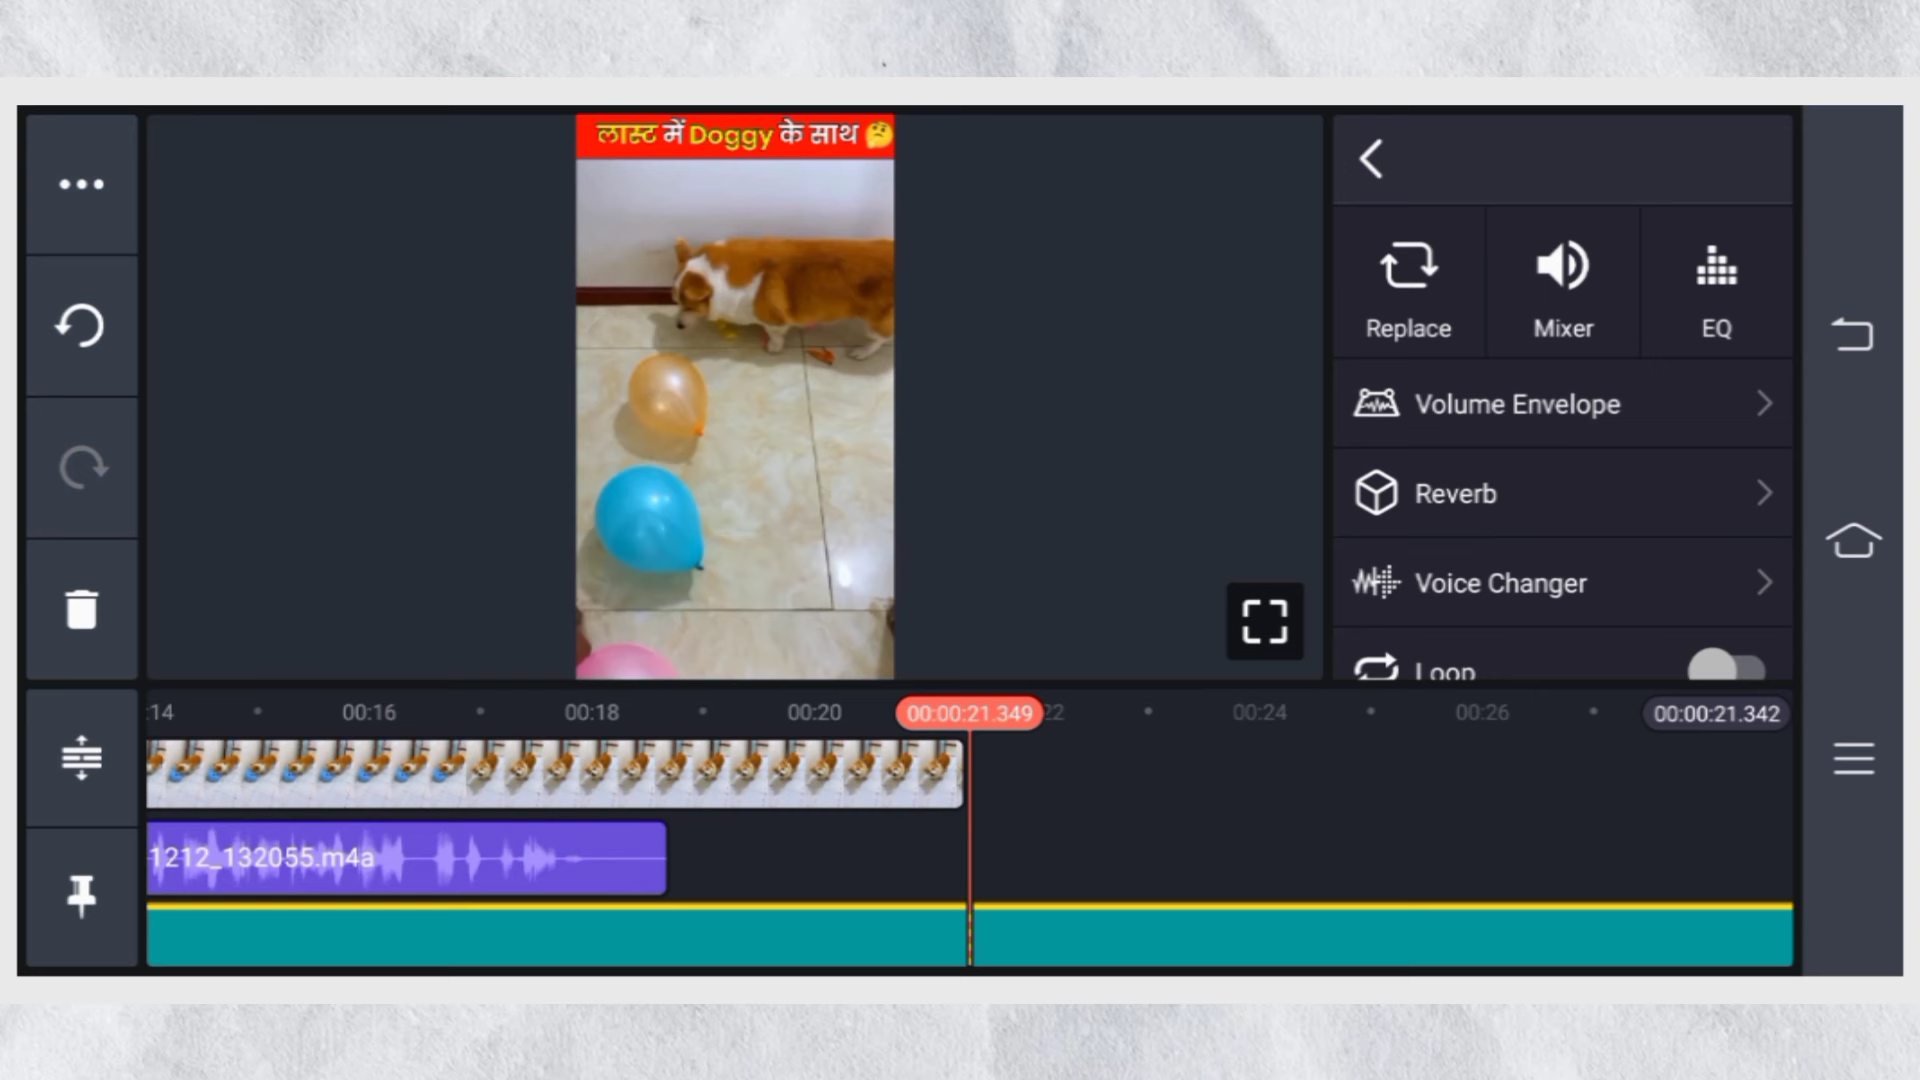 लास्ट में Doggy के साथ 🤔
Replace
Mixer
EQ
Volume Envelope
Reverb
Voice Changer
Loop
:14
00:16
00:18
00:20
00:00:21.349
22
00:24
00:26
00:00:21.342
1212_132055.m4a